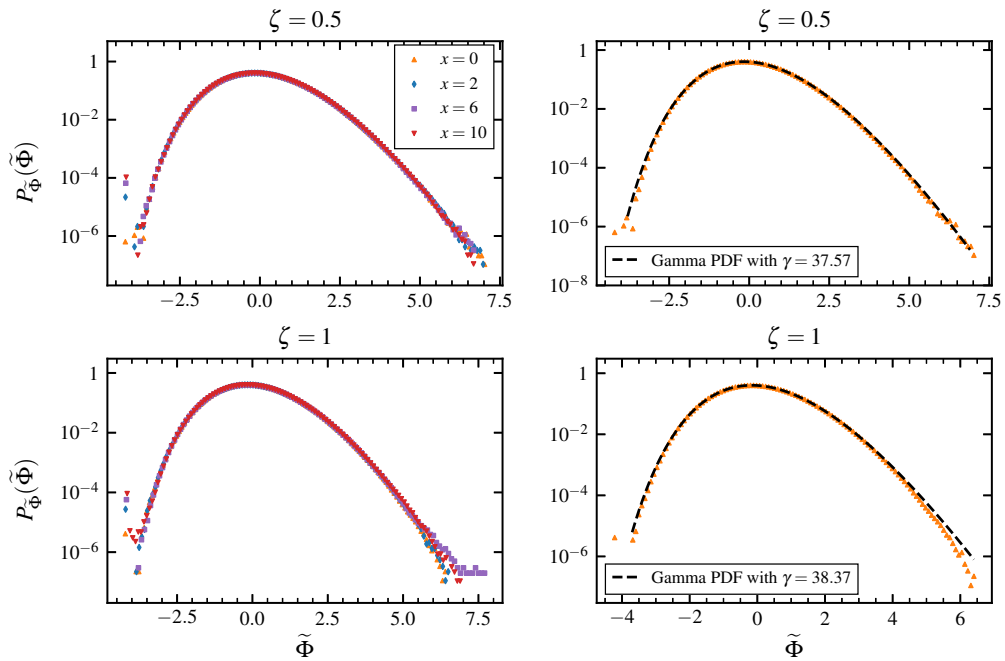 ζ = 0.5
P_Φ̃(Φ̃)
1
10⁻²
10⁻⁴
10⁻⁶
x = 0
x = 2
x = 6
x = 10
−2.5 0.0 2.5 5.0 7.5
ζ = 0.5
1
10⁻²
10⁻⁴
10⁻⁶
10⁻⁸
Gamma PDF with γ = 37.57
−2.5 0.0 2.5 5.0 7.5
ζ = 1
P_Φ̃(Φ̃)
1
10⁻²
10⁻⁴
10⁻⁶
−2.5 0.0 2.5 5.0 7.5
Φ̃
ζ = 1
1
10⁻²
10⁻⁴
10⁻⁶
Gamma PDF with γ = 38.37
−4 −2 0 2 4 6
Φ̃